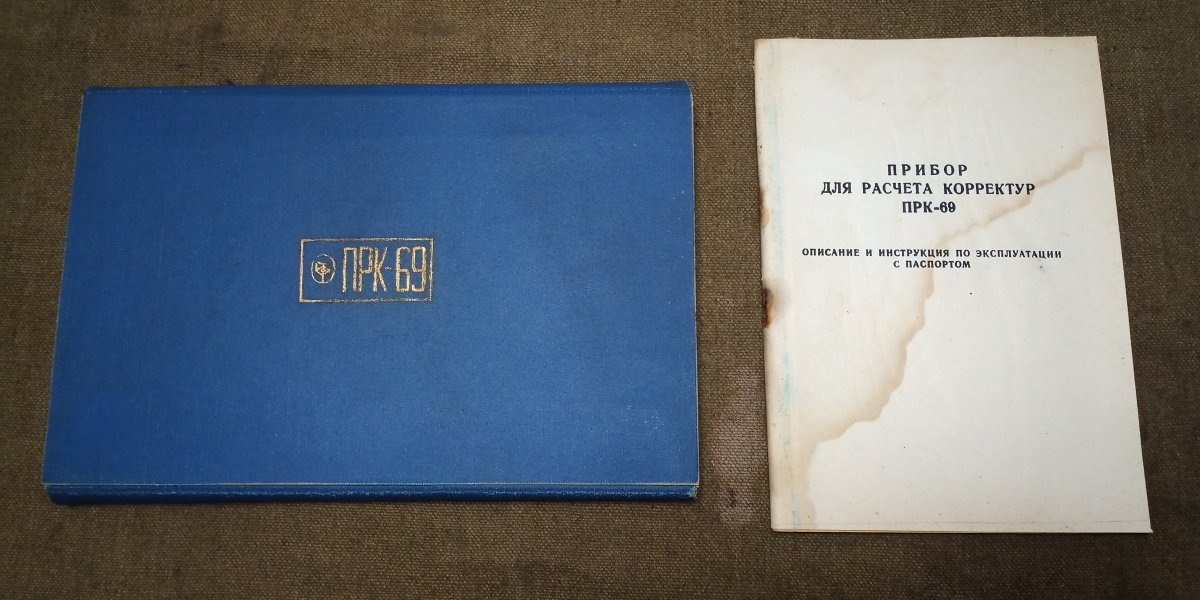 ПРК-69
ПРИБОР
ДЛЯ РАСЧЕТА КОРРЕКТУР
ПРК-69
ОПИСАНИЕ И ИНСТРУКЦИЯ ПО ЭКСПЛУАТАЦИИ
С ПАСПОРТОМ